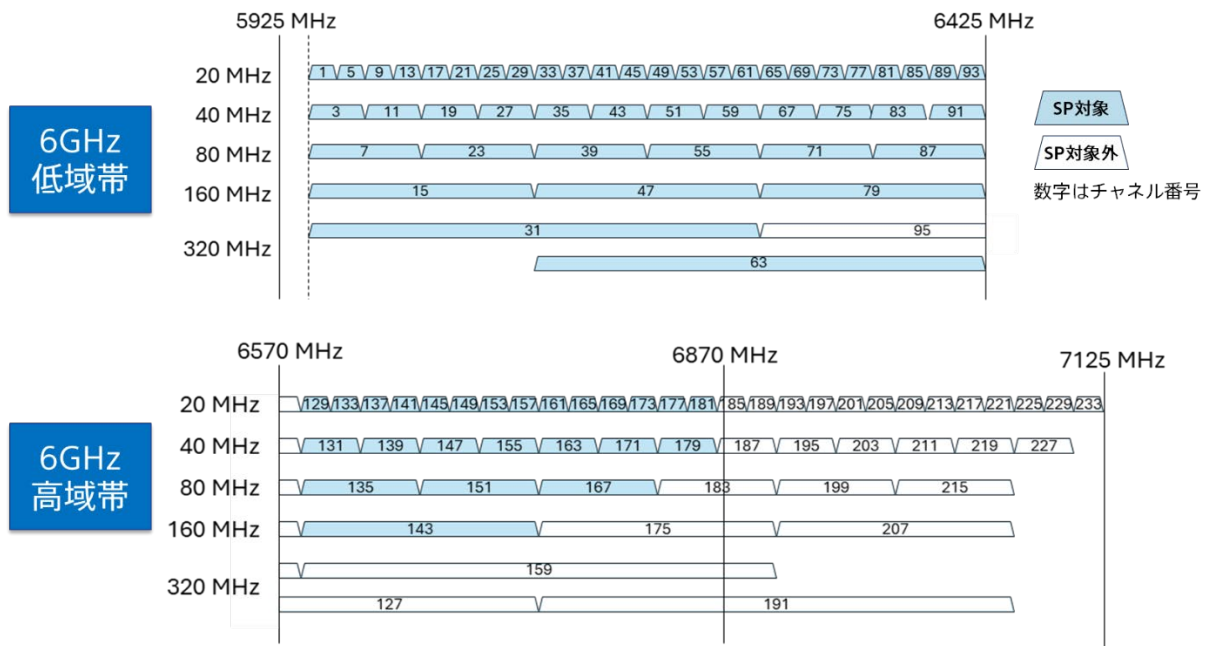 5925 MHz 6425 MHz
20 MHz 1 5 9 13 17 21 25 29 33 37 41 45 49 53 57 61 65 69 73 77 81 85 89 93
40 MHz 3 11 19 27 35 43 51 59 67 75 83 91
80 MHz 7 23 39 55 71 87
160 MHz 15 47 79
320 MHz 31 95
63
6GHz
低域帯
SP対象
SP対象外
数字はチャネル番号
6570 MHz 6870 MHz 7125 MHz
20 MHz 129 133 137 141 145 149 153 157 161 165 169 173 177 181 185 189 193 197 201 205 209 213 217 221 225 229 233
40 MHz 131 139 147 155 163 171 179 187 195 203 211 219 227
80 MHz 135 151 167 183 199 215
160 MHz 143 175 207
320 MHz 159
127 191
6GHz
高域帯